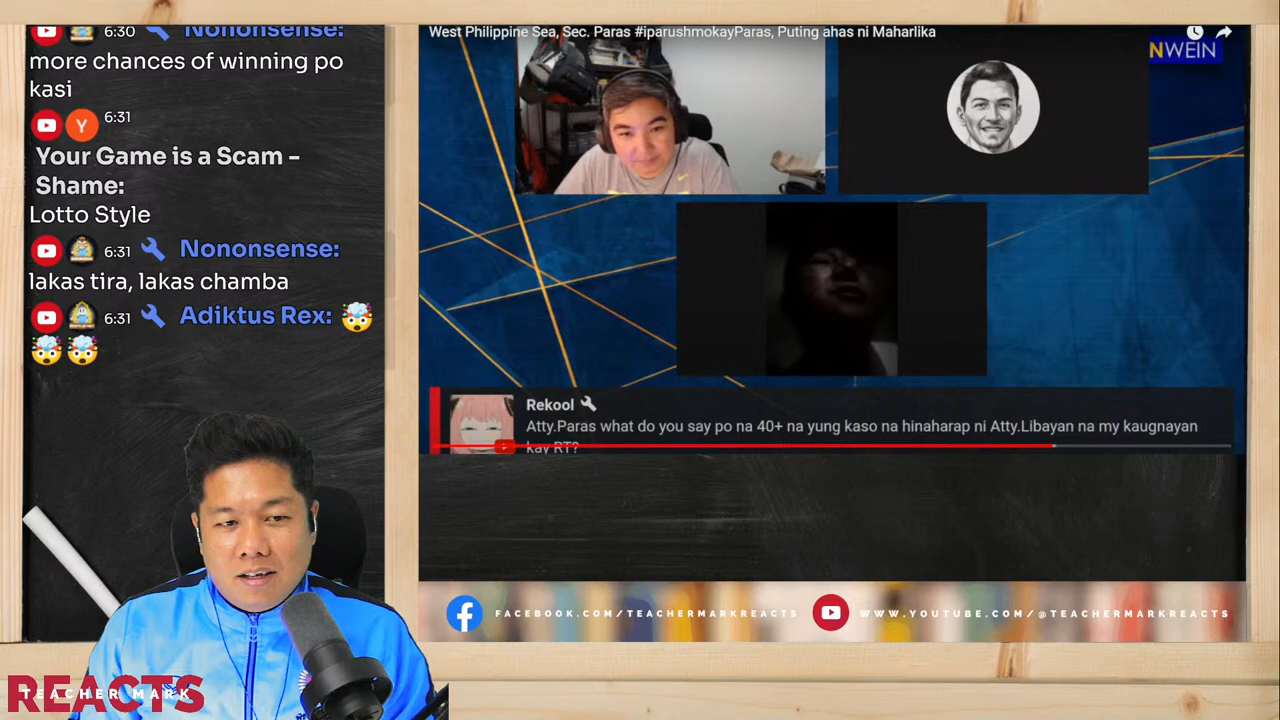 6:30 Nononsense:
more chances of winning po
kasi
Y 6:31
Your Game is a Scam -
Shame:
Lotto Style
6:31 Nononsense:
lakas tira, lakas chamba
6:31 Adiktus Rex:
West Philippine Sea, Sec. Paras #iparushmokayParas, Puting ahas ni Maharlika
NWEIN
Rekool
Atty.Paras what do you say po na 40+ na yung kaso na hinaharap ni Atty.Libayan na my kaugnayan
kay RT?
FACEBOOK.COM/TEACHERMARKREACTS
WWW.YOUTUBE.COM/@TEACHERMARKREACTS
TEACHER MARK
REACTS